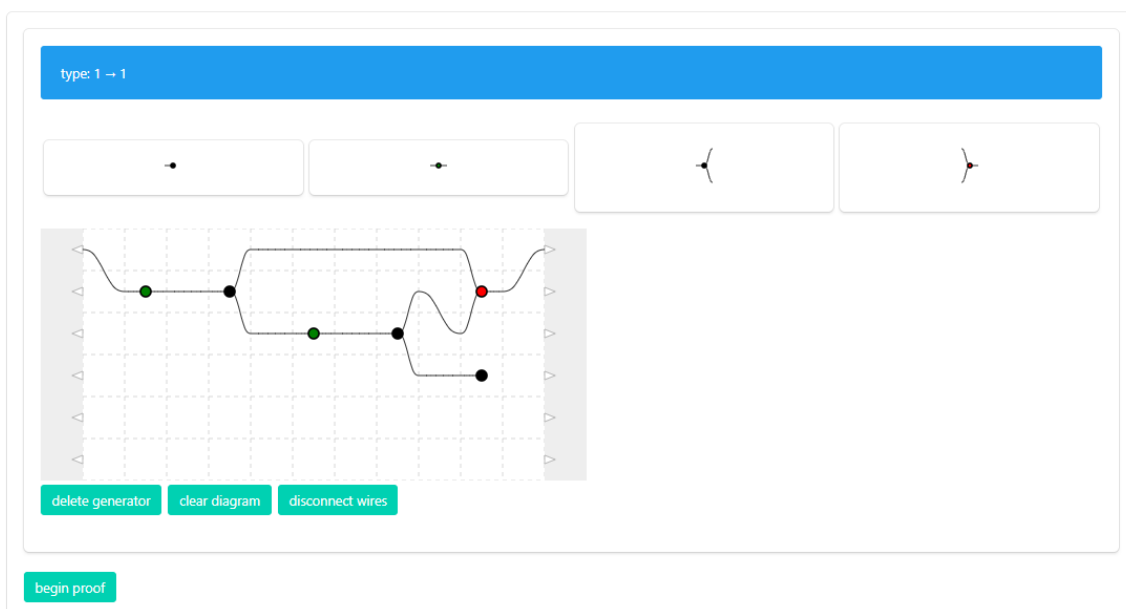 type: 1 → 1
delete generator
clear diagram
disconnect wires
begin proof